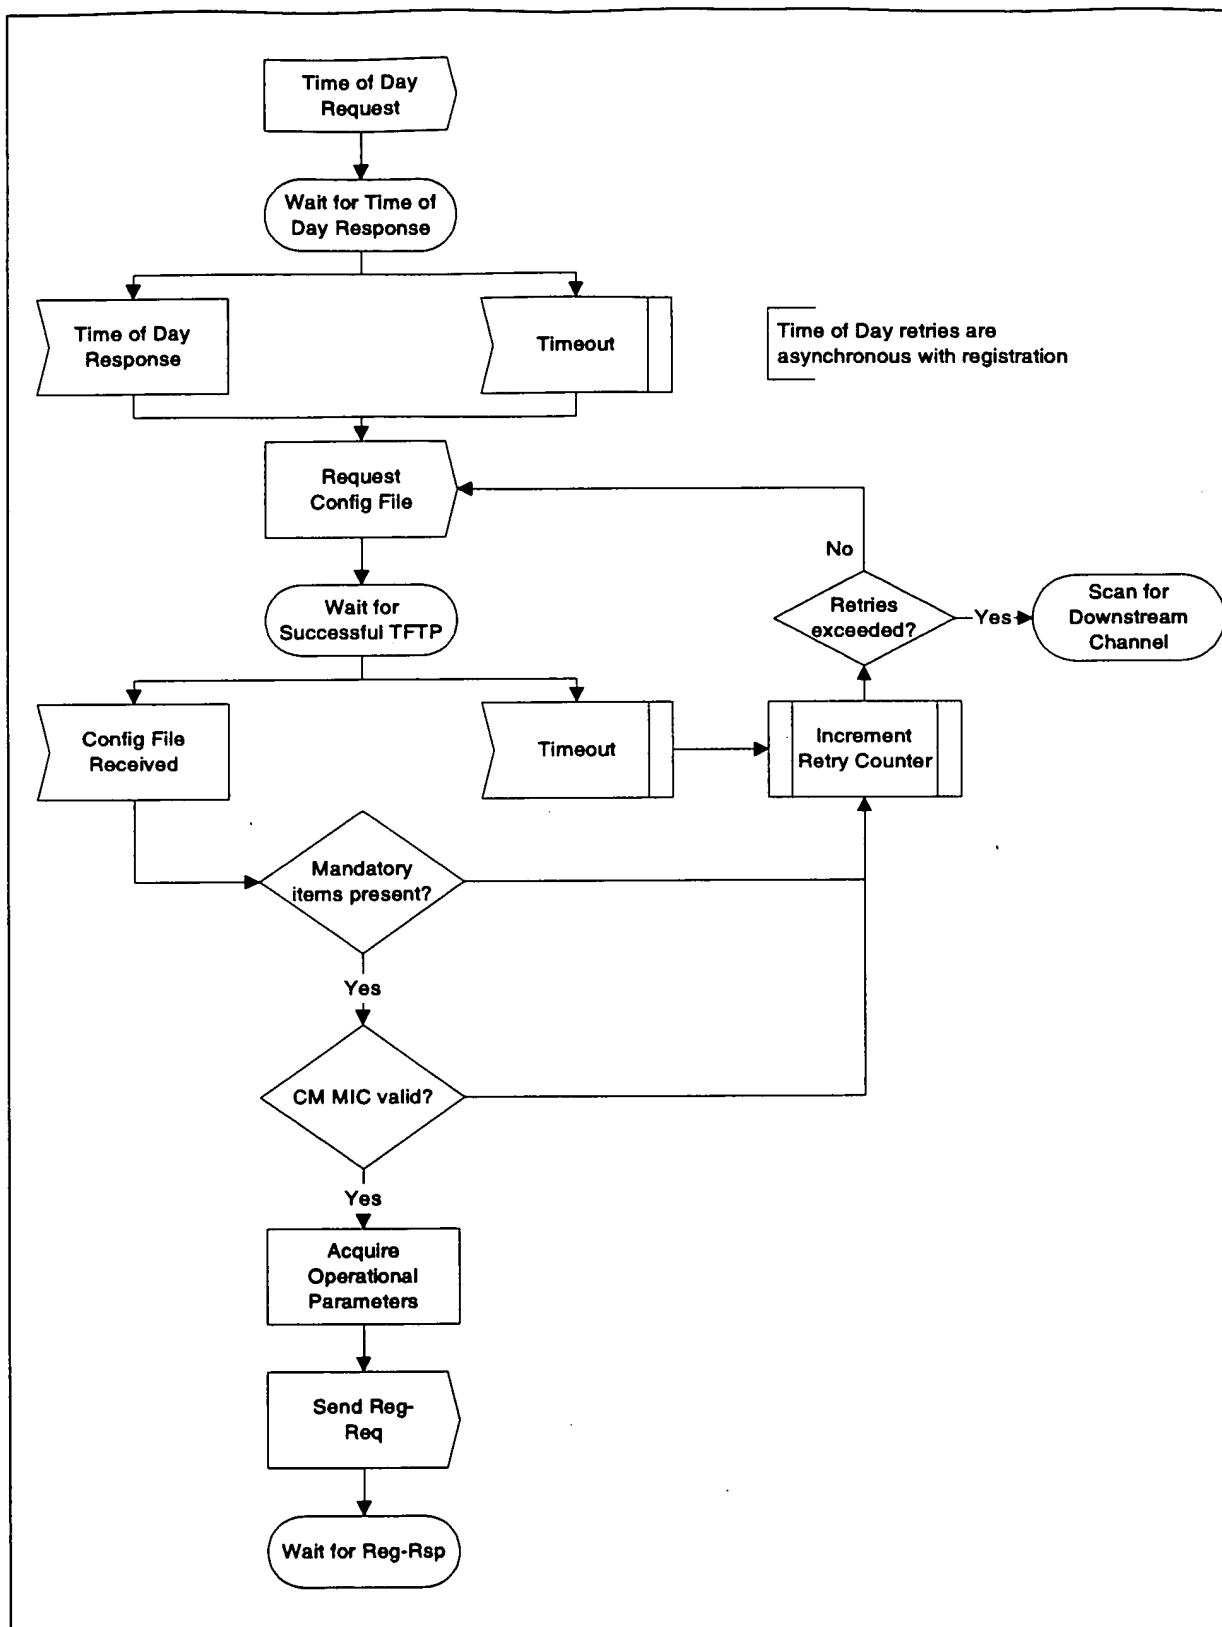 Time of Day
Request
Wait for Time of
Day Response
Time of Day
Response
Timeout
Time of Day retries are
asynchronous with registration
Request
Config File
No
Wait for
Successful TFTP
Retries
exceeded?
Yes
Scan for
Downstream
Channel
Config File
Received
Timeout
Increment
Retry Counter
Mandatory
items present?
Yes
CM MIC valid?
Yes
Acquire
Operational
Parameters
Send Reg-
Req
Wait for Reg-Rsp